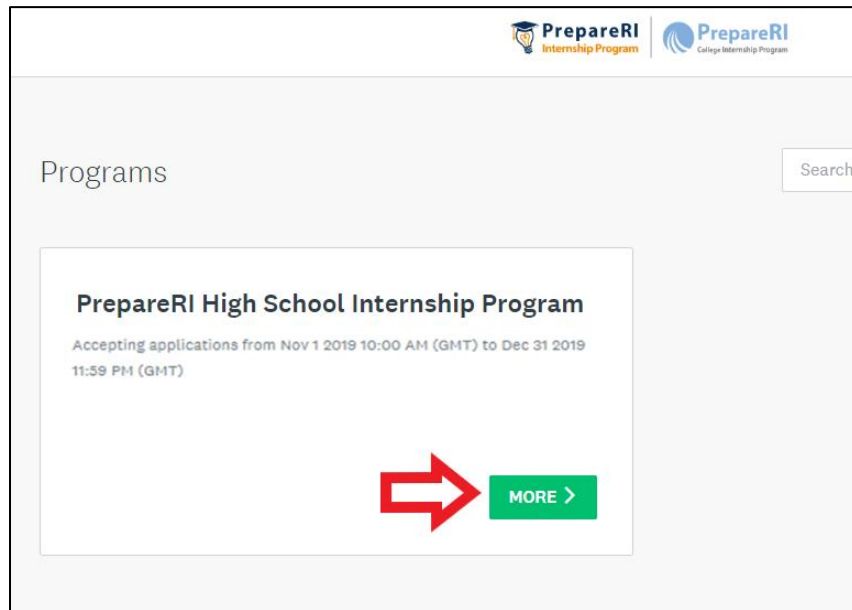 PrepareRI
Internship Program
PrepareRI
College Internship Program
Programs
Search
PrepareRI High School Internship Program
Accepting applications from Nov 1 2019 10:00 AM (GMT) to Dec 31 2019
11:59 PM (GMT)
MORE